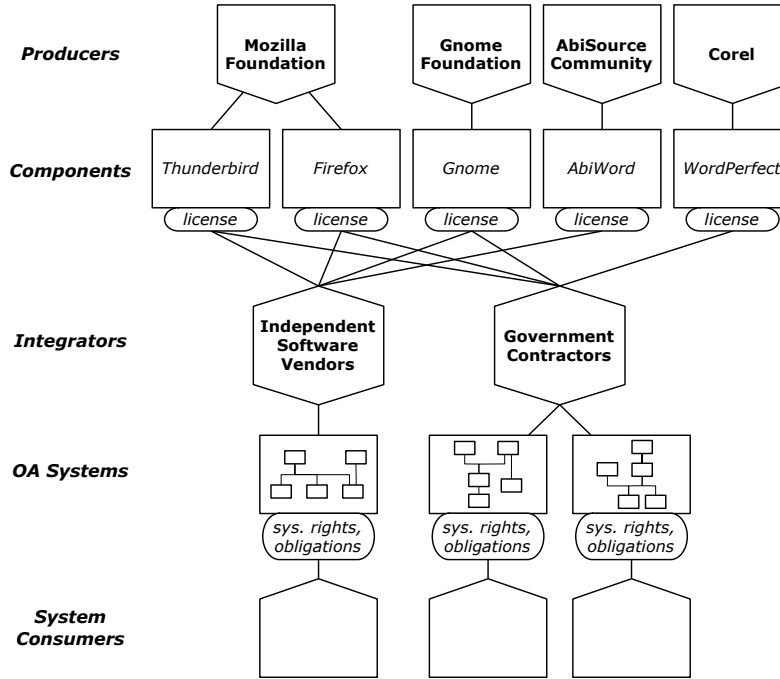 Producers
Mozilla
Foundation
Gnome
Foundation
AbiSource
Community
Corel
Components
Thunderbird
Firefox
Gnome
AbiWord
WordPerfect
license
license
license
license
license
Integrators
Independent
Software
Vendors
Government
Contractors
OA Systems
sys. rights,
obligations
sys. rights,
obligations
sys. rights,
obligations
System
Consumers